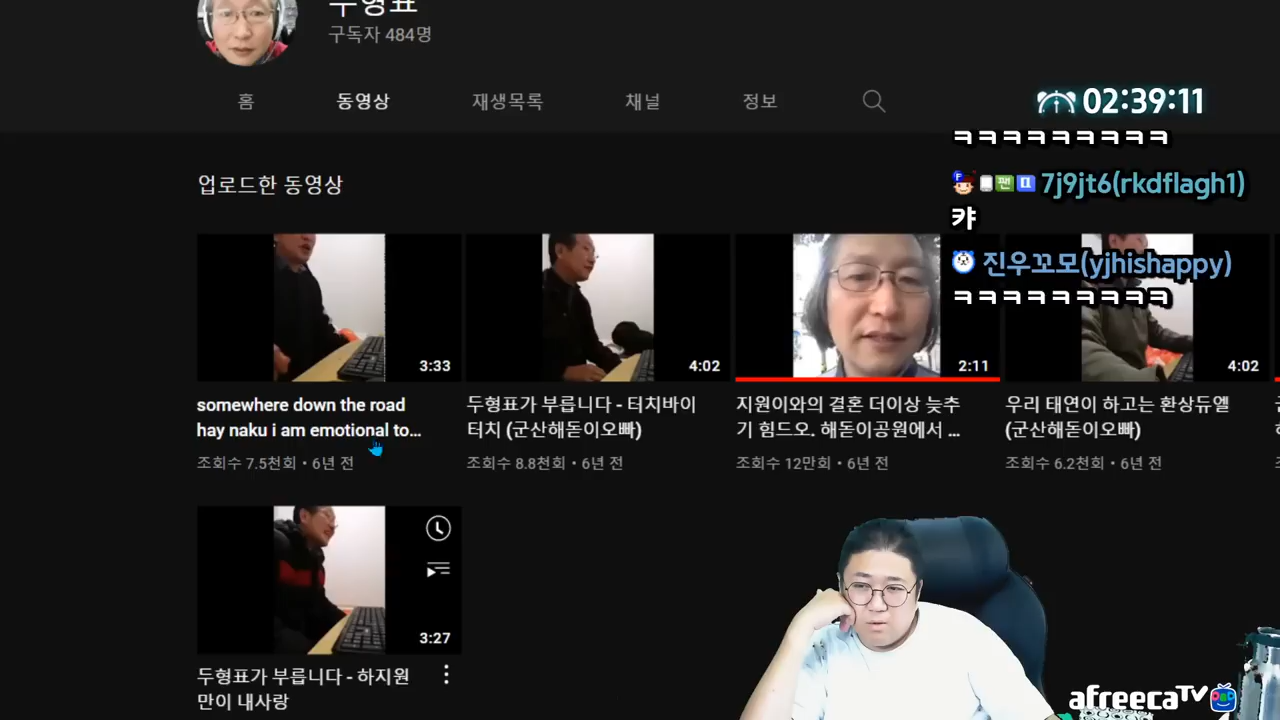 두형표
구독자 484명
홈
동영상
재생목록
채널
정보
02:39:11
ㅋㅋㅋㅋㅋㅋㅋㅋㅋ
7j9jt6(rkdflagh1)
캬
진우꼬모(yjhishappy)
ㅋㅋㅋㅋㅋㅋㅋㅋㅋ
업로드한 동영상
3:33
4:02
2:11
4:02
somewhere down the road
hay naku i am emotional to...
조회수 7.5천회 • 6년 전
두형표가 부릅니다 - 터치바이
터치 (군산해돋이오빠)
조회수 8.8천회 • 6년 전
지원이와의 결혼 더이상 늦추
기 힘드오. 해돋이공원에서 ...
조회수 12만회 • 6년 전
우리 태연이 하고는 환상듀엘
(군산해돋이오빠)
조회수 6.2천회 • 6년 전
3:27
두형표가 부릅니다 - 하지원
만이 내사랑
afreecaTV